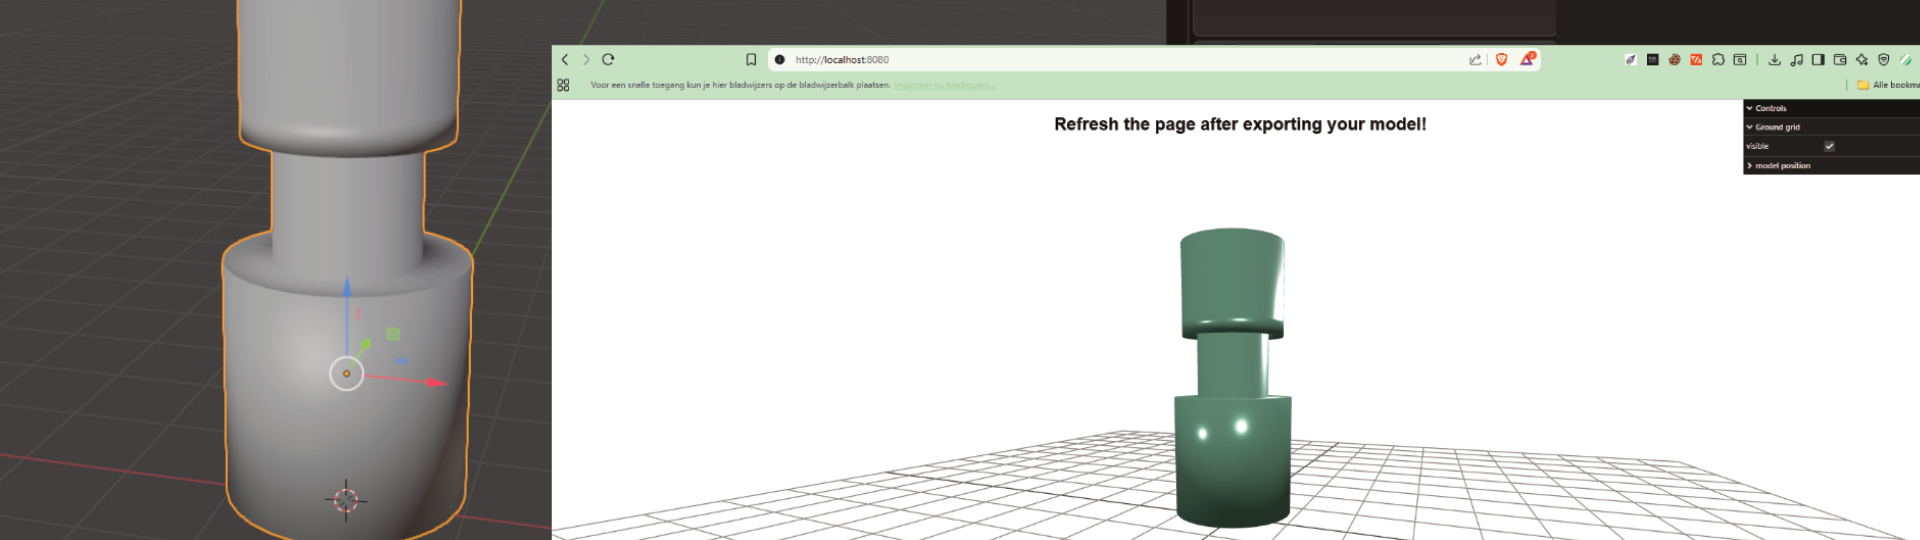 http://localhost:8080
Voor een snelle toegang kun je hier bladwijzers op de bladwijzerbalk plaatsen. Importeer nu bladwijzers...
Alle bookma
Refresh the page after exporting your model!
Controls
Ground grid
visible
model position